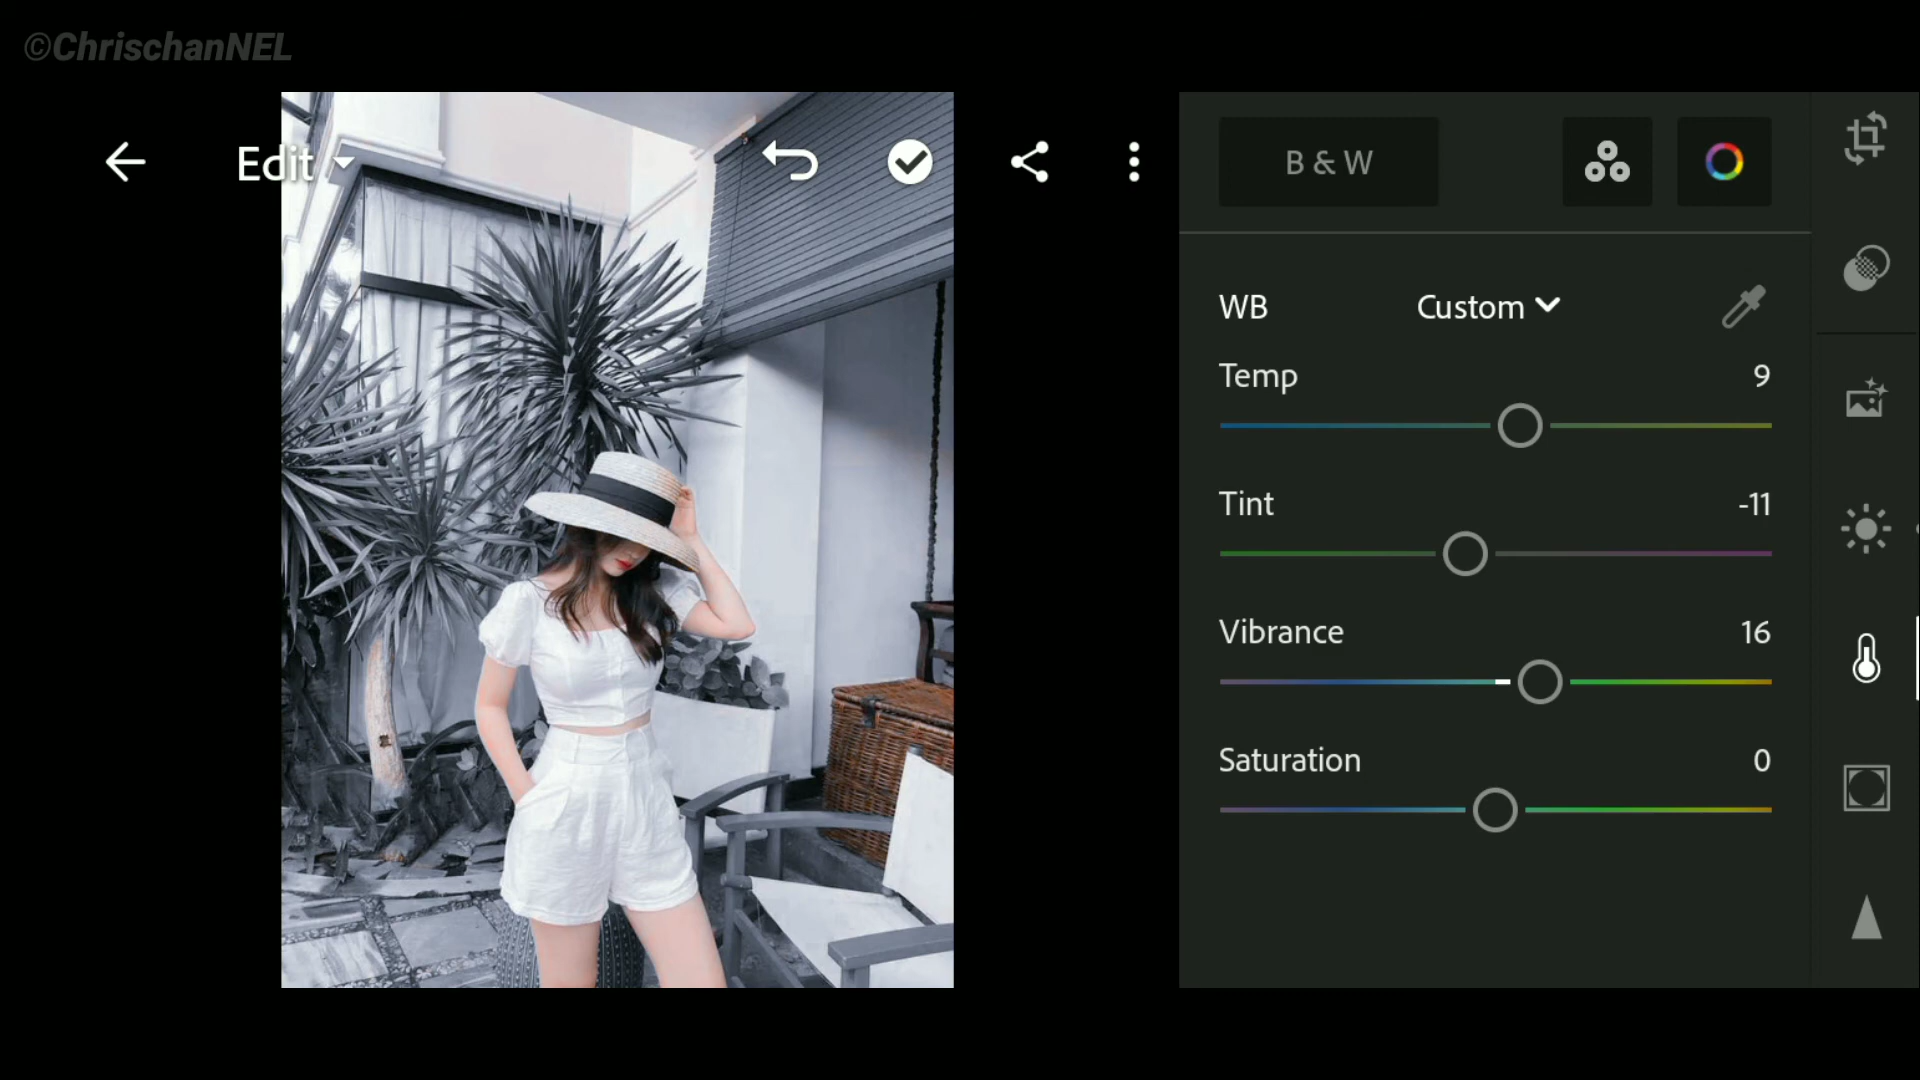 ©ChrischanNEL
Edit
B & W
WB Custom
Temp 9
Tint -11
Vibrance 16
Saturation 0